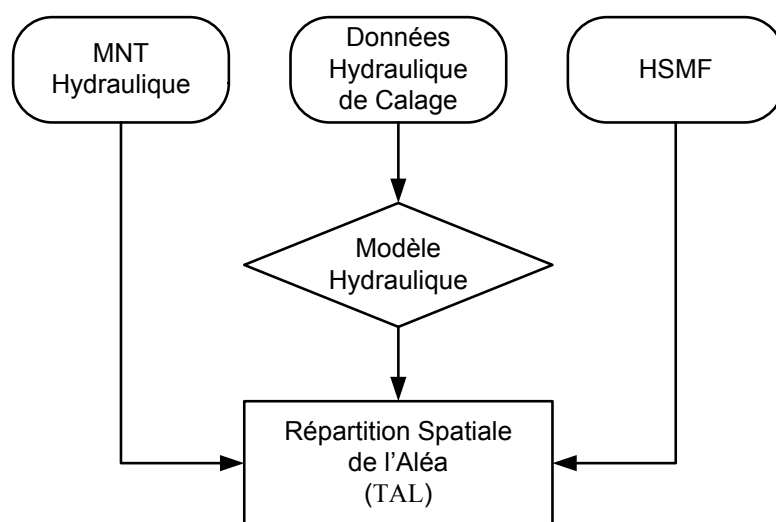 MNT
Hydraulique
Données
Hydraulique
de Calage
HSMF
Modèle
Hydraulique
Répartition Spatiale
de l’Aléa
(TAL)